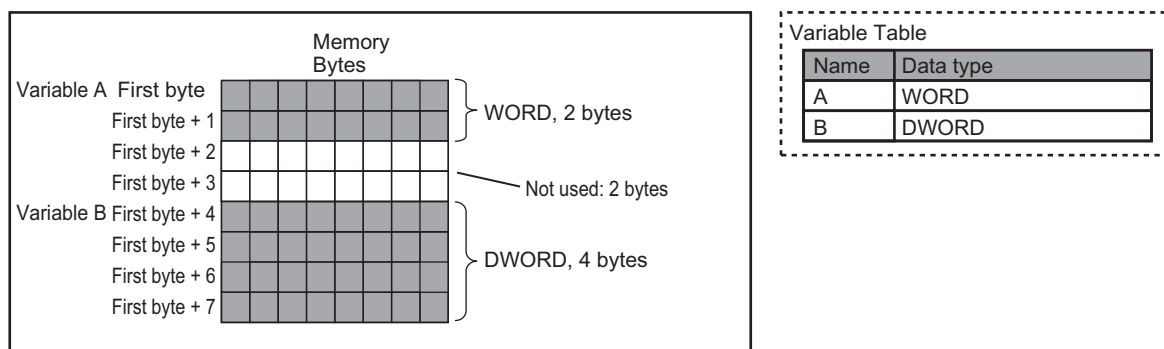 Memory
Bytes
Variable A First byte
First byte + 1
First byte + 2
First byte + 3
Variable B First byte + 4
First byte + 5
First byte + 6
First byte + 7
WORD, 2 bytes
Not used: 2 bytes
DWORD, 4 bytes
Variable Table
Name Data type
A WORD
B DWORD